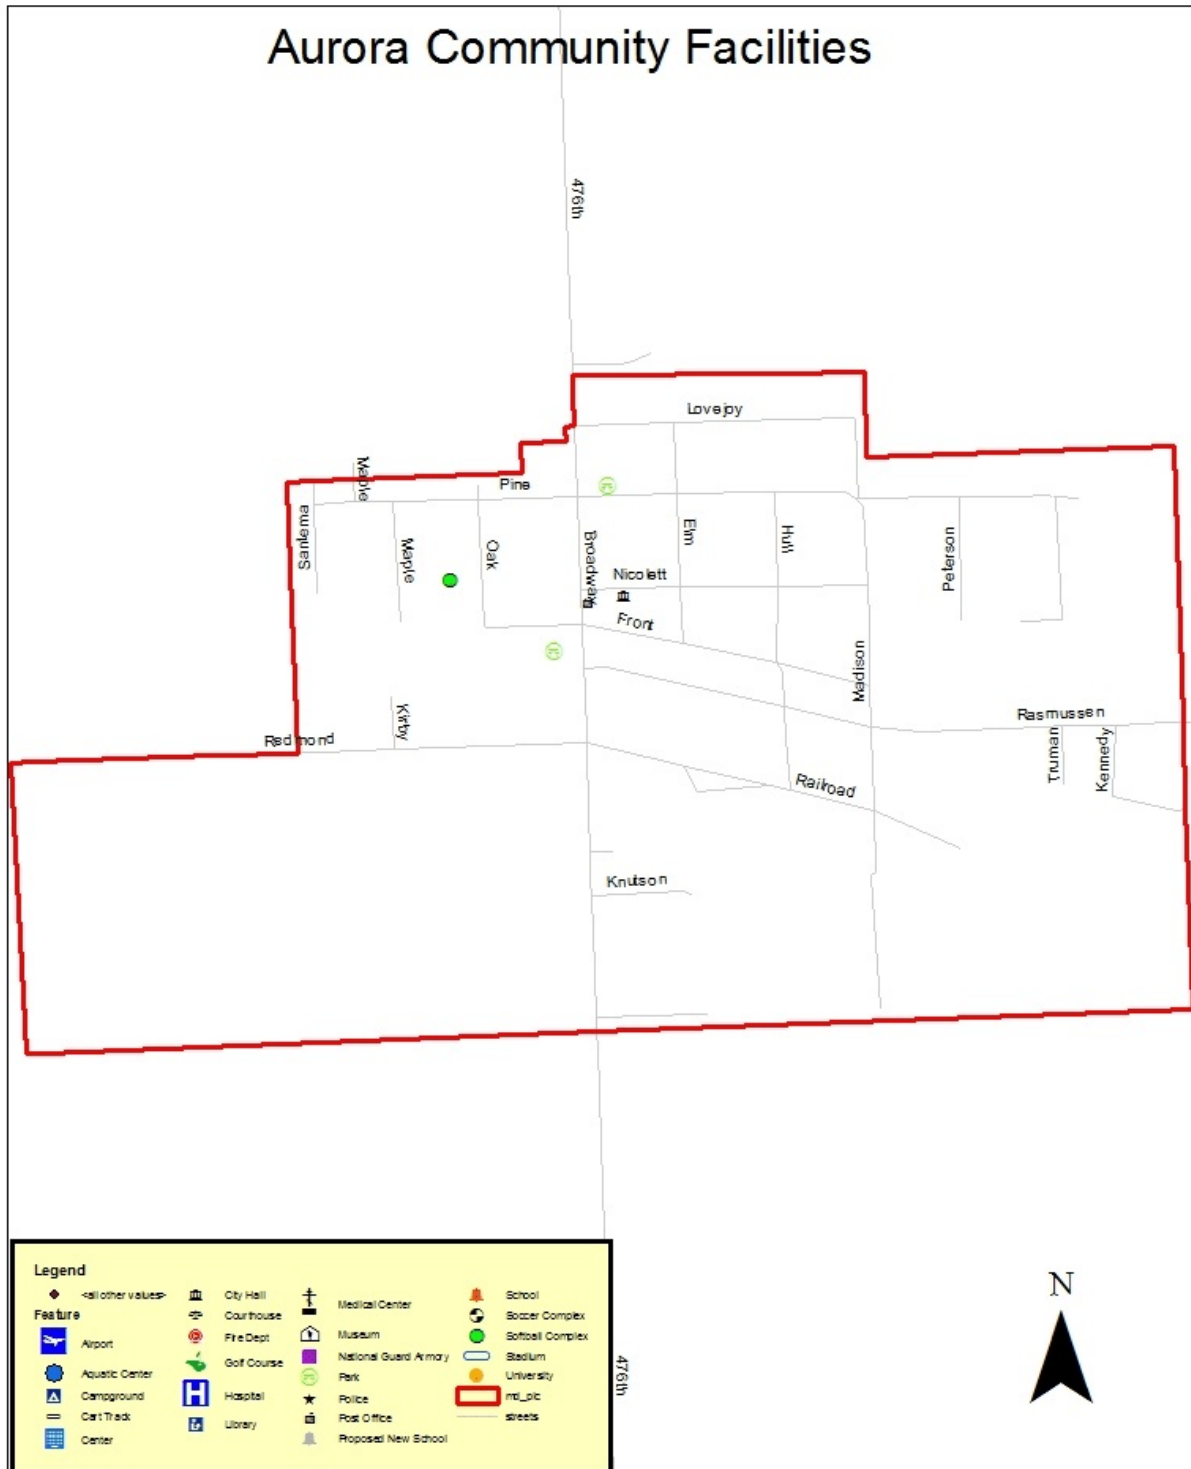 Aurora Community Facilities
476th
Lovejoy
Maple
Pine
Santema
Maple
Oak
Broadway
Elm
Hull
Peterson
Nicolett
Front
Madison
Kirby
Redmond
Rasmussen
Truman
Kennedy
Railroad
Knutson
476th
N
Legend
<all other values>
Feature
Airport
Aquatic Center
Campground
Cart Track
Center
City Hall
Courthouse
Fire Dept
Golf Course
H
Hospital
Library
Medical Center
Museum
National Guard Armory
Park
Police
Post Office
Proposed New School
School
Soccer Complex
Softball Complex
Stadium
University
md_plc
streets